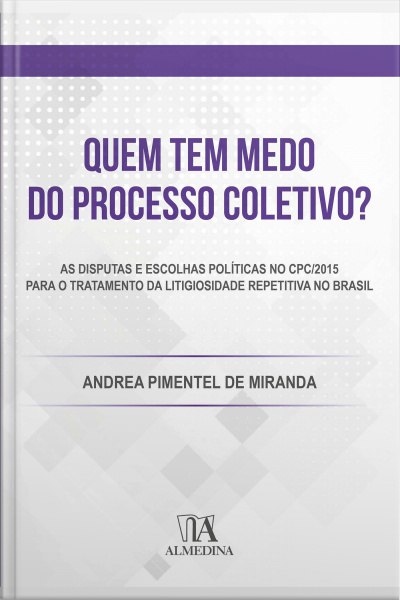 QUEM TEM MEDO
DO PROCESSO COLETIVO?
AS DISPUTAS E ESCOLHAS POLÍTICAS NO CPC/2015
PARA O TRATAMENTO DA LITIGIOSIDADE REPETITIVA NO BRASIL
ANDREA PIMENTEL DE MIRANDA
ALMEDINA